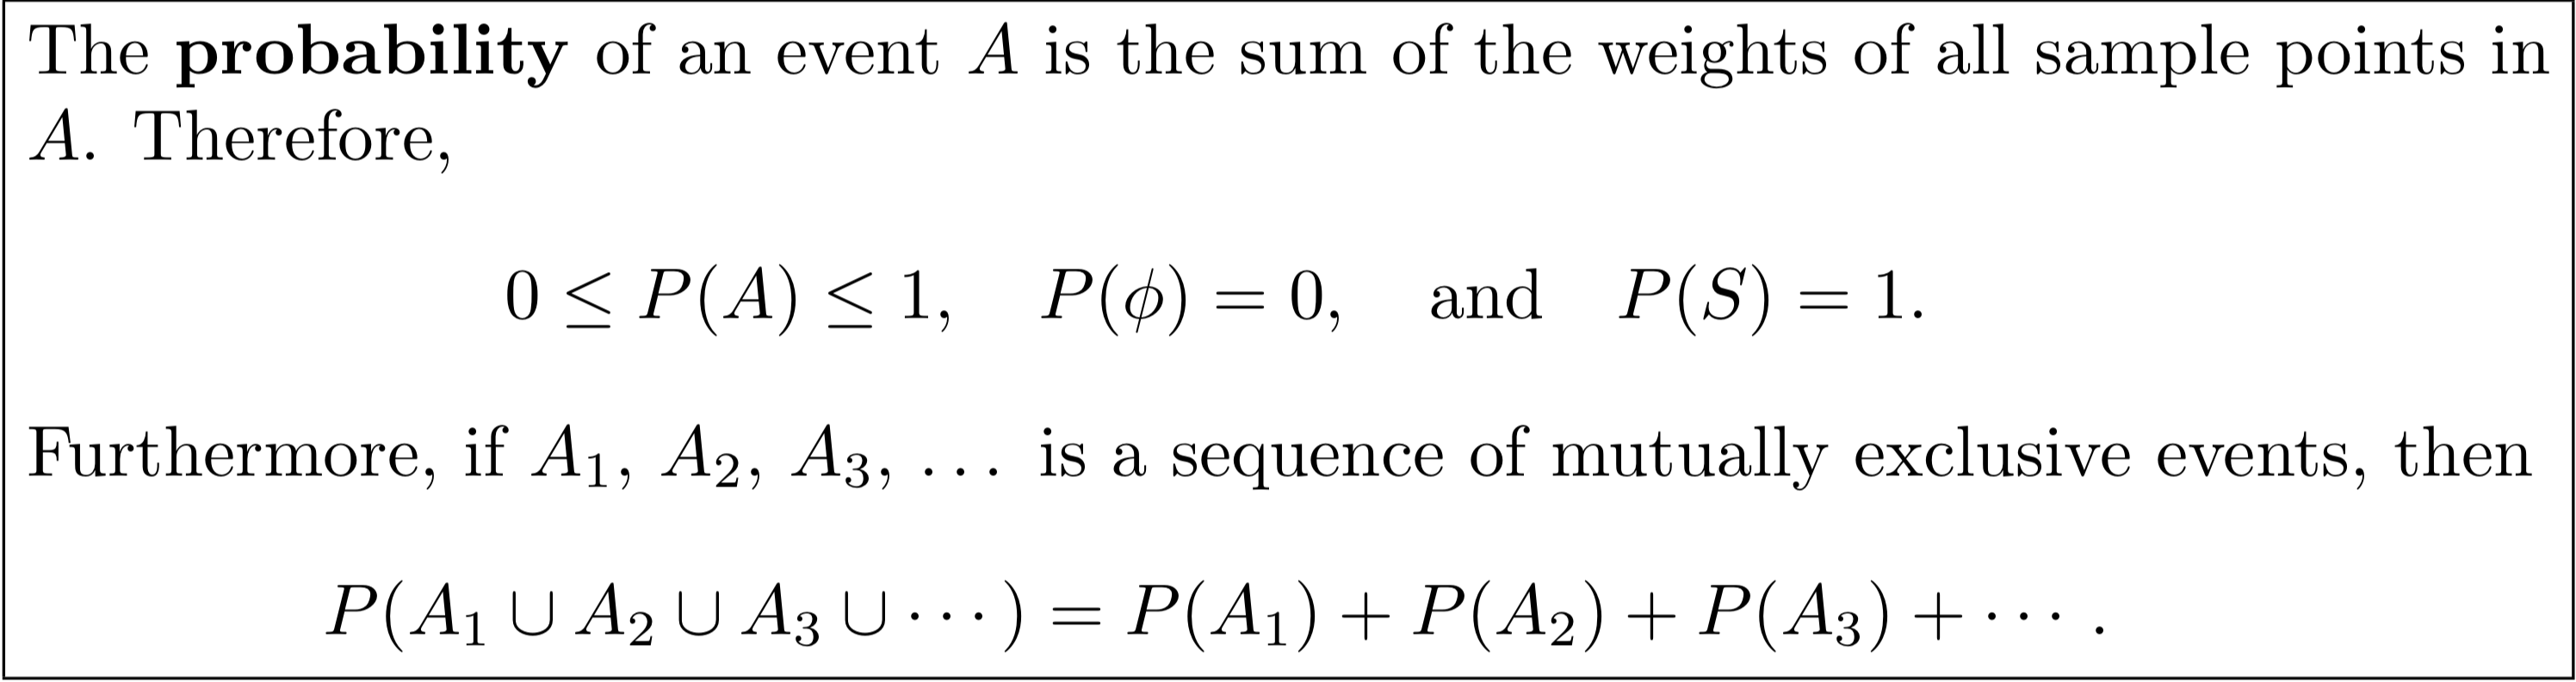 The probability of an event A is the sum of the weights of all sample points in
A. Therefore,
0 ≤ P(A) ≤ 1, P(ϕ) = 0, and P(S) = 1.
Furthermore, if A₁, A₂, A₃, . . . is a sequence of mutually exclusive events, then
P(A₁ ∪ A₂ ∪ A₃ ∪ · · · ) = P(A₁) + P(A₂) + P(A₃) + · · · .